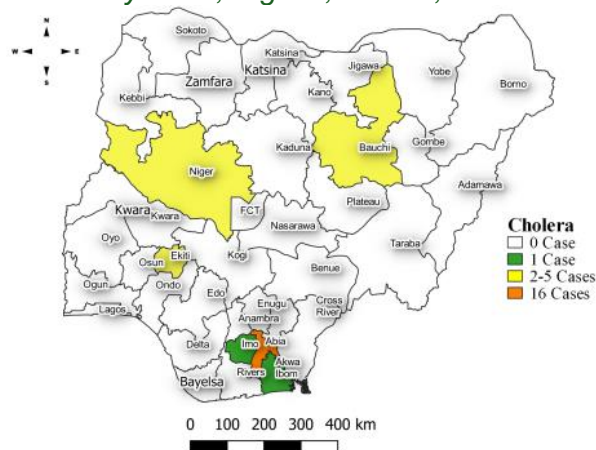 N
W E
S
Sokoto
Katsina
Katsina
Jigawa
Yobe
Borno
Zamfara
Kano
Kebbi
Kaduna
Bauchi
Gombe
Niger
Adamawa
Plateau
Kwara
Kwara
FCT
Nasarawa
Taraba
Oyo
Osun
Ekiti
Kogi
Benue
Ogun
Ondo
Edo
Lagos
Enugu
Anambra
Cross
River
Delta
Imo
Abia
Rivers
Akwa
Ibom
Bayelsa
Cholera
0 Case
1 Case
2-5 Cases
16 Cases
0 100 200 300 400 km